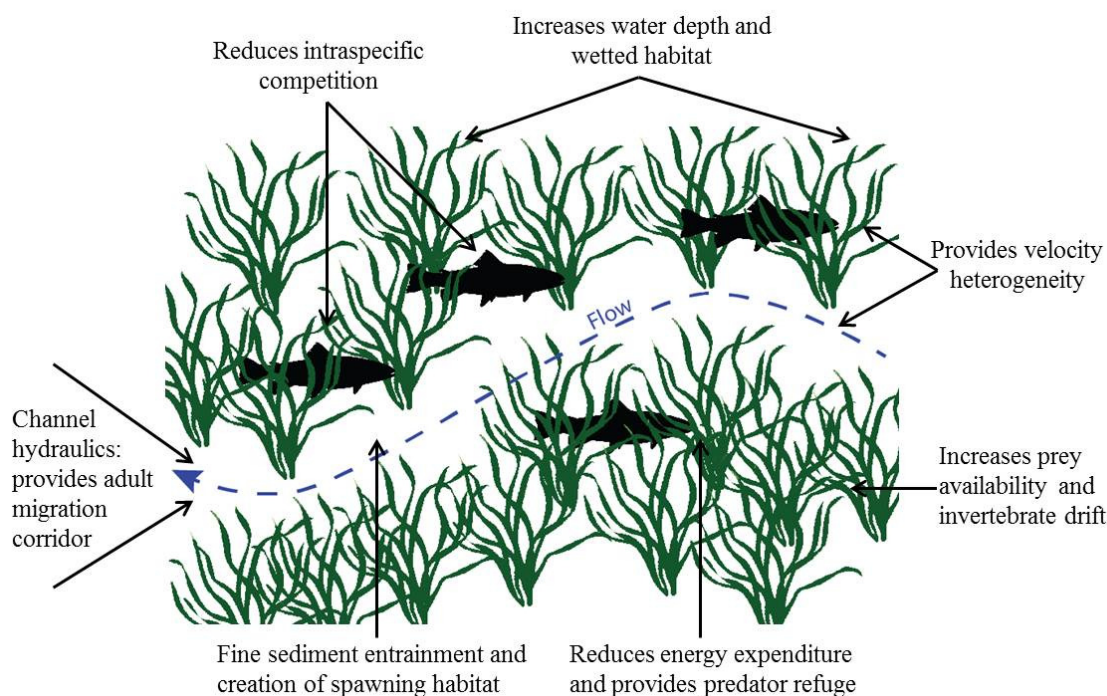 Increases water depth and
wetted habitat
Reduces intraspecific
competition
Provides velocity
heterogeneity
Flow
Channel
hydraulics:
provides adult
migration
corridor
Increases prey
availability and
invertebrate drift
Fine sediment entrainment and
creation of spawning habitat
Reduces energy expenditure
and provides predator refuge